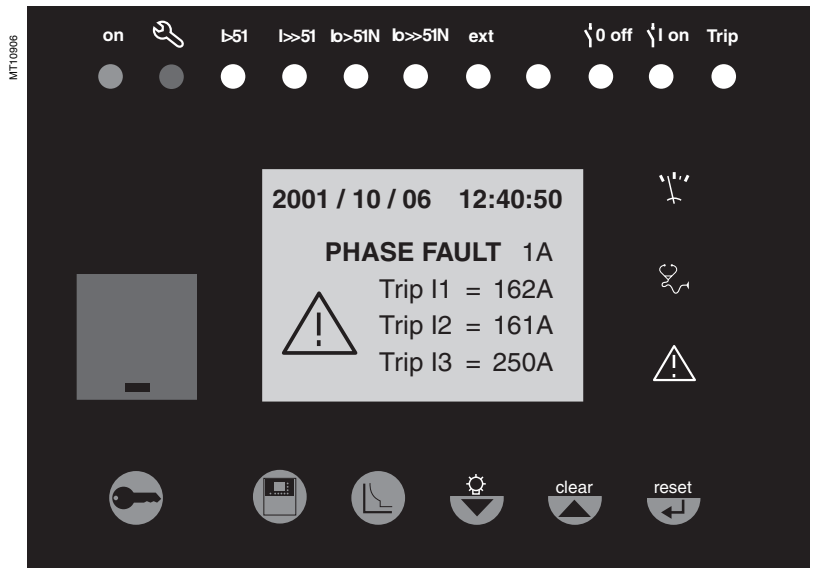 MT10906
on I>51 I>>51 Io>51N Io>>51N ext 0 off I on Trip
2001 / 10 / 06 12:40:50
PHASE FAULT 1A
Trip I1 = 162A
Trip I2 = 161A
Trip I3 = 250A
clear reset